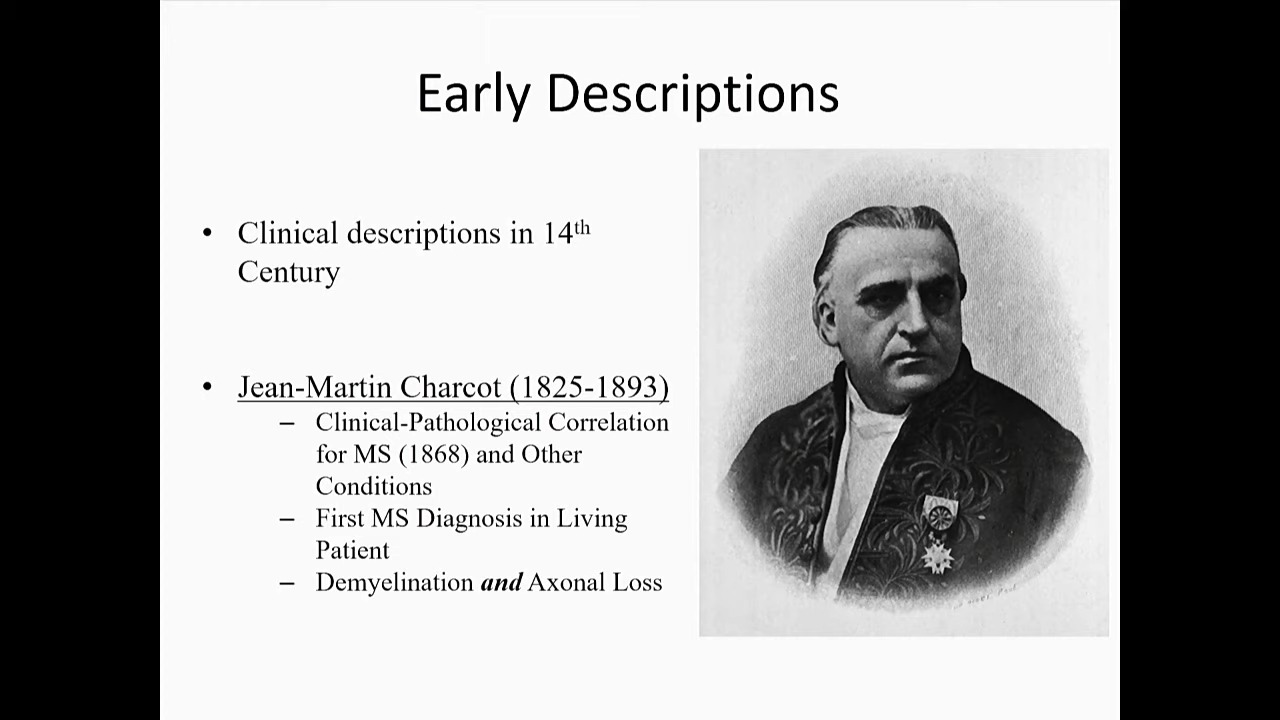 Early Descriptions
• Clinical descriptions in 14th
Century
• Jean-Martin Charcot (1825-1893)
– Clinical-Pathological Correlation
for MS (1868) and Other
Conditions
– First MS Diagnosis in Living
Patient
– Demyelination and Axonal Loss